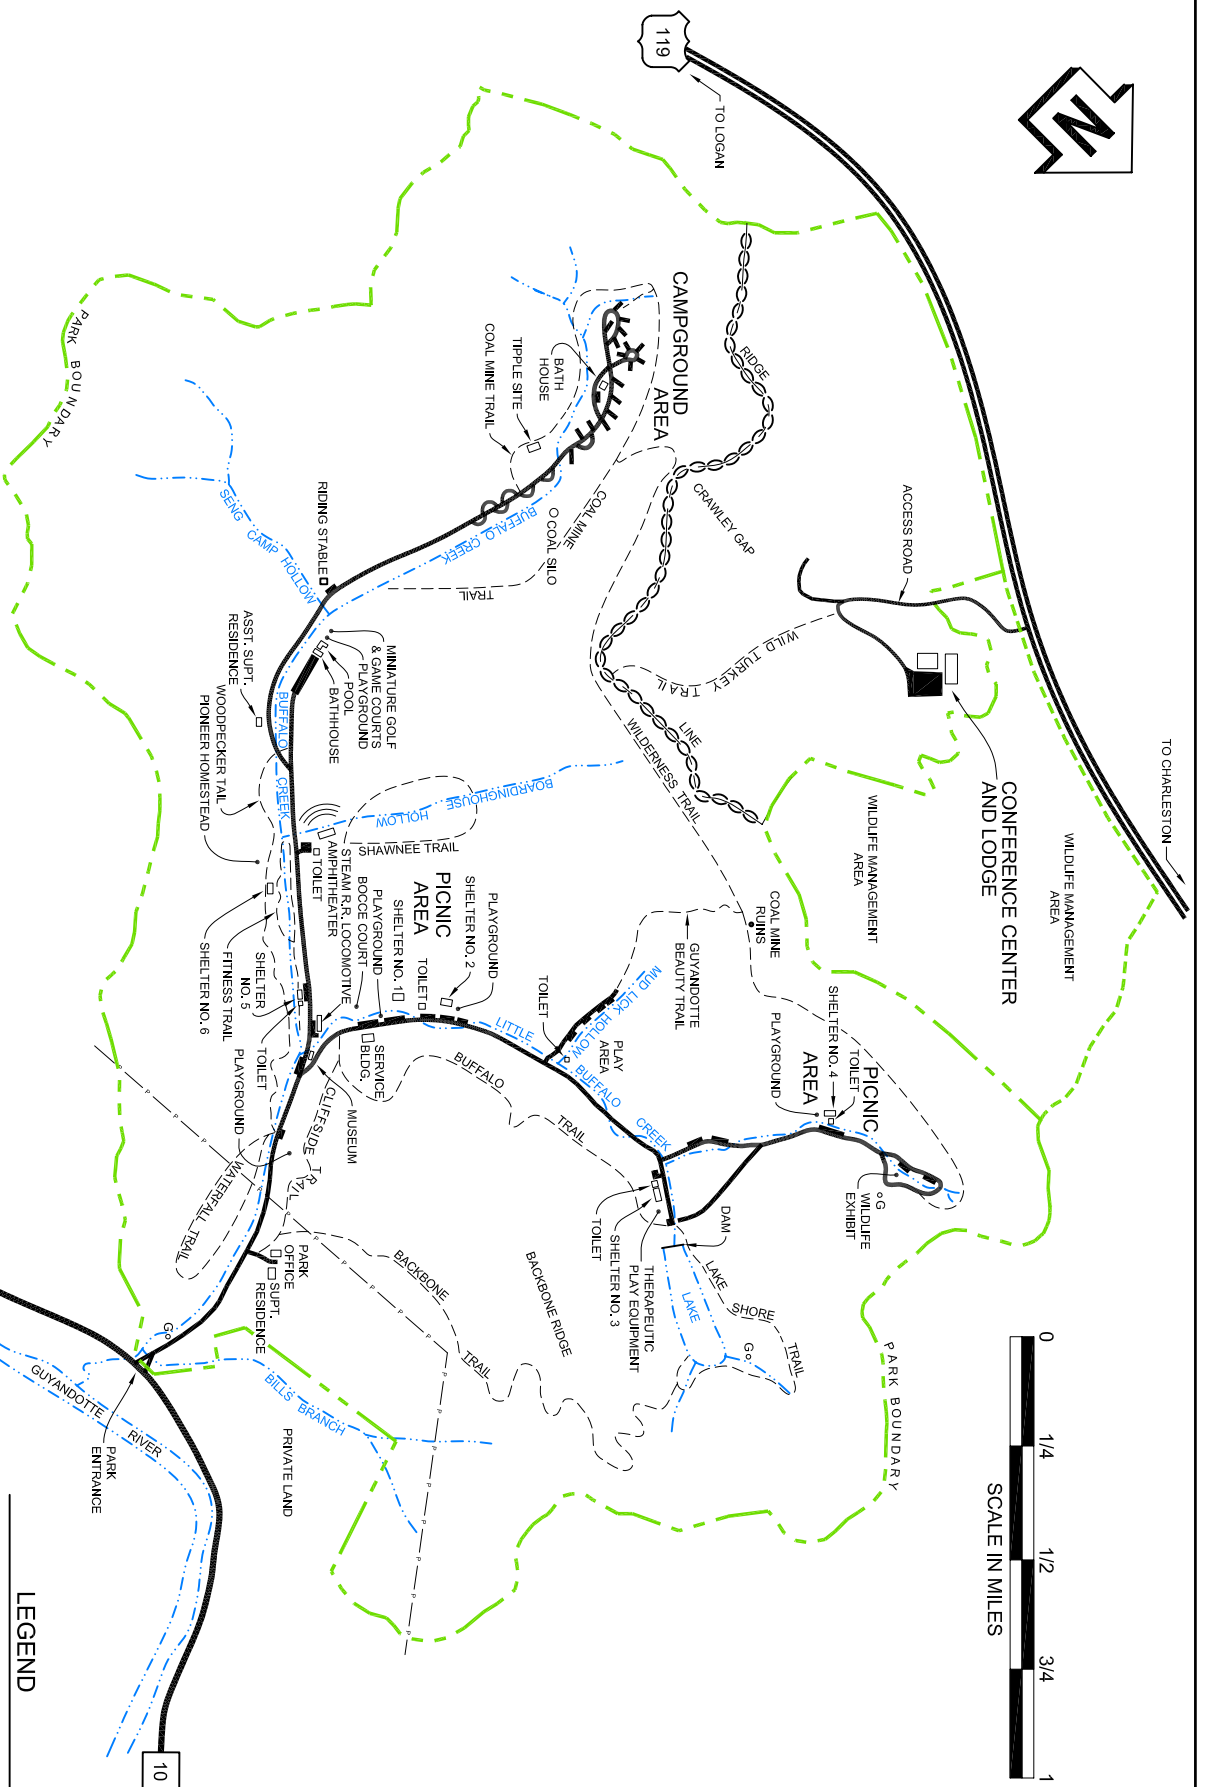 N
119
TO LOGAN
TO CHARLESTON
ACCESS ROAD
CONFERENCE CENTER
AND LODGE
WILDLIFE MANAGEMENT
AREA
WILDLIFE MANAGEMENT
AREA
RIDGE
LINE
CRAWLEY GAP
WILD TURKEY TRAIL
WILDERNESS TRAIL
CAMPGROUND
AREA
BATH
HOUSE
TIPPLE SITE
COAL MINE TRAIL
COAL MINE
TRAIL
COAL SILO
BUFFALO CREEK
PARK BOUNDARY
SENG CAMP HOLLOW
RIDING STABLE
MINIATURE GOLF
& GAME COURTS
PLAYGROUND
POOL
BATHHOUSE
ASST. SUPT.
RESIDENCE
WOODPECKER TAIL
PIONEER HOMESTEAD
BUFFALO CREEK
BOARDINGHOUSE
HOLLOW
SHAWNEE TRAIL
TOILET
AMPHITHEATER
STEAM R.R. LOCOMOTIVE
BOCCE COURT
PLAYGROUND
SHELTER NO. 1
PICNIC
AREA
TOILET
SHELTER NO. 2
PLAYGROUND
SHELTER NO. 6
FITNESS TRAIL
SHELTER
NO. 5
TOILET
PLAYGROUND
SERVICE
BLDG.
MUSEUM
CLIFFSIDE TRAIL
WATERFALL TRAIL
COAL MINE
RUINS
GUYANDOTTE
BEAUTY TRAIL
MUD LICK HOLLOW
PLAY
AREA
TOILET
LITTLE BUFFALO CREEK
BUFFALO TRAIL
PICNIC
AREA
TOILET
SHELTER NO. 4
PLAYGROUND
G
WILDLIFE
EXHIBIT
DAM
LAKE
LAKE SHORE TRAIL
G
THERAPEUTIC
PLAY EQUIPMENT
SHELTER NO. 3
TOILET
BACKBONE RIDGE
BACKBONE TRAIL
PARK
OFFICE
SUPT.
RESIDENCE
G
BILLS BRANCH
PRIVATE LAND
GUYANDOTTE RIVER
PARK
ENTRANCE
P P P P P P P P P P P
PARK BOUNDARY
0 1/4 1/2 3/4 1
SCALE IN MILES
10
LEGEND